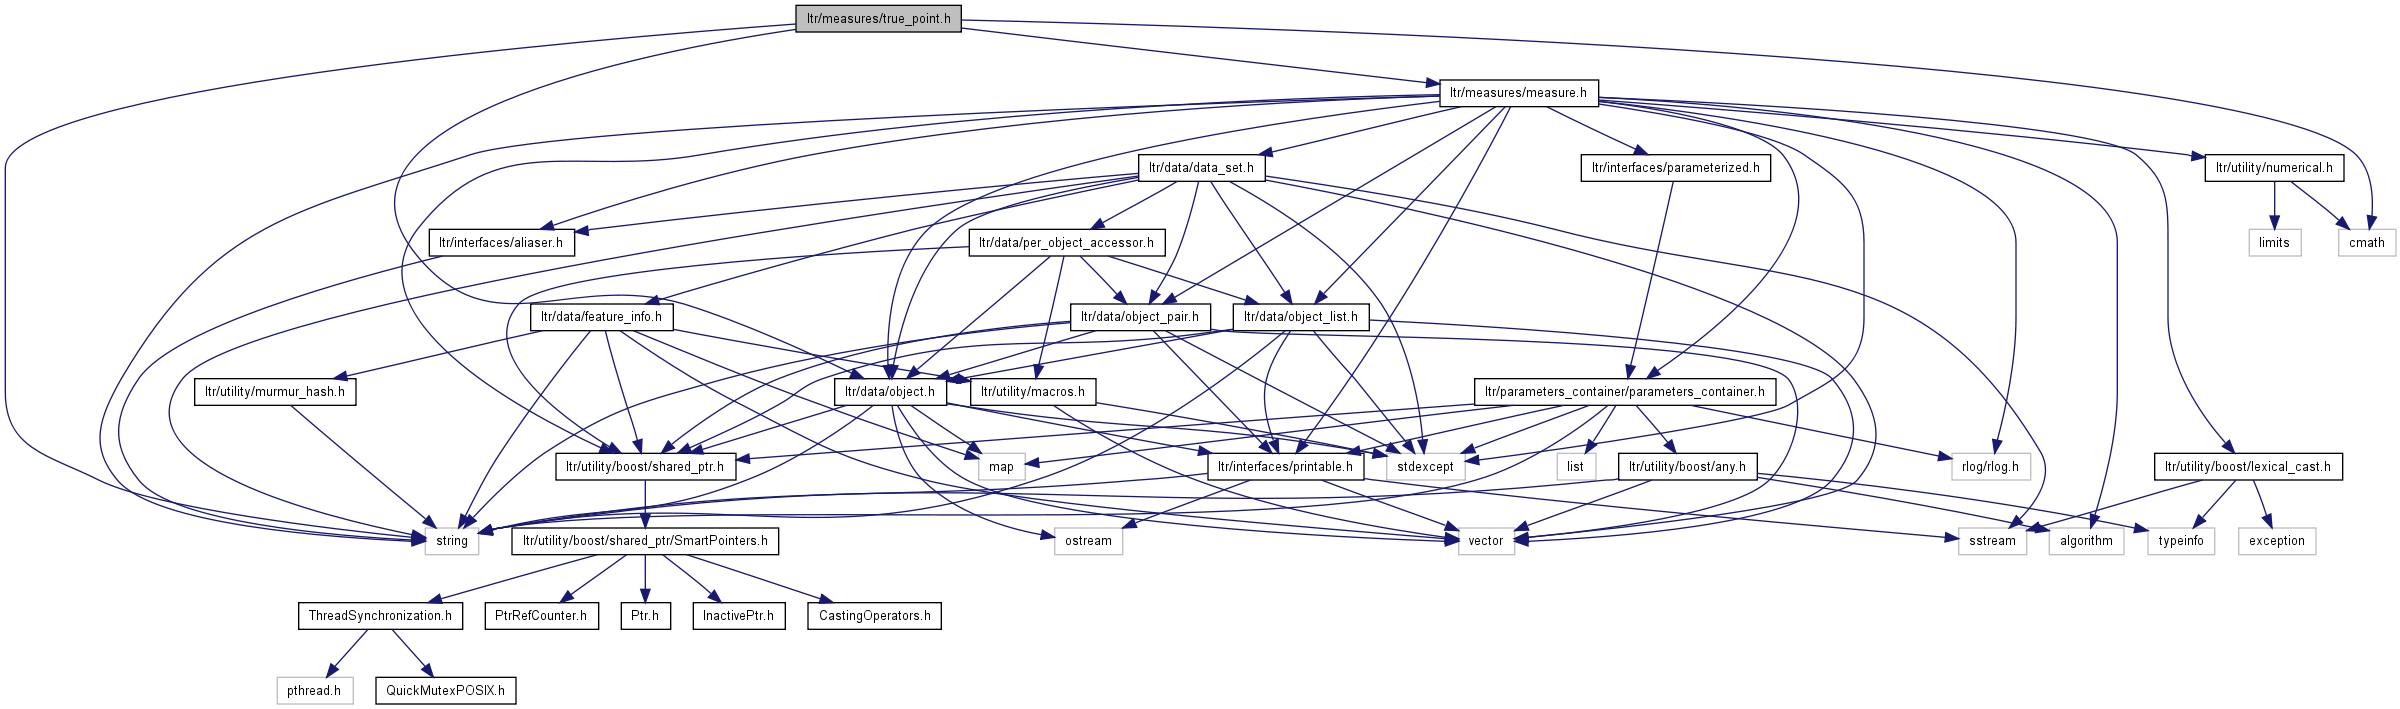 ltr/measures/true_point.h
ltr/measures/measure.h
ltr/data/data_set.h
ltr/interfaces/parameterized.h
ltr/utility/numerical.h
ltr/interfaces/aliaser.h
ltr/data/per_object_accessor.h
limits
cmath
ltr/data/feature_info.h
ltr/data/object_pair.h
ltr/data/object_list.h
ltr/utility/murmur_hash.h
ltr/data/object.h
ltr/utility/macros.h
ltr/parameters_container/parameters_container.h
ltr/utility/boost/shared_ptr.h
map
ltr/interfaces/printable.h
stdexcept
list
ltr/utility/boost/any.h
rlog/rlog.h
ltr/utility/boost/lexical_cast.h
string
ltr/utility/boost/shared_ptr/SmartPointers.h
ostream
vector
sstream
algorithm
typeinfo
exception
ThreadSynchronization.h
PtrRefCounter.h
Ptr.h
InactivePtr.h
CastingOperators.h
pthread.h
QuickMutexPOSIX.h